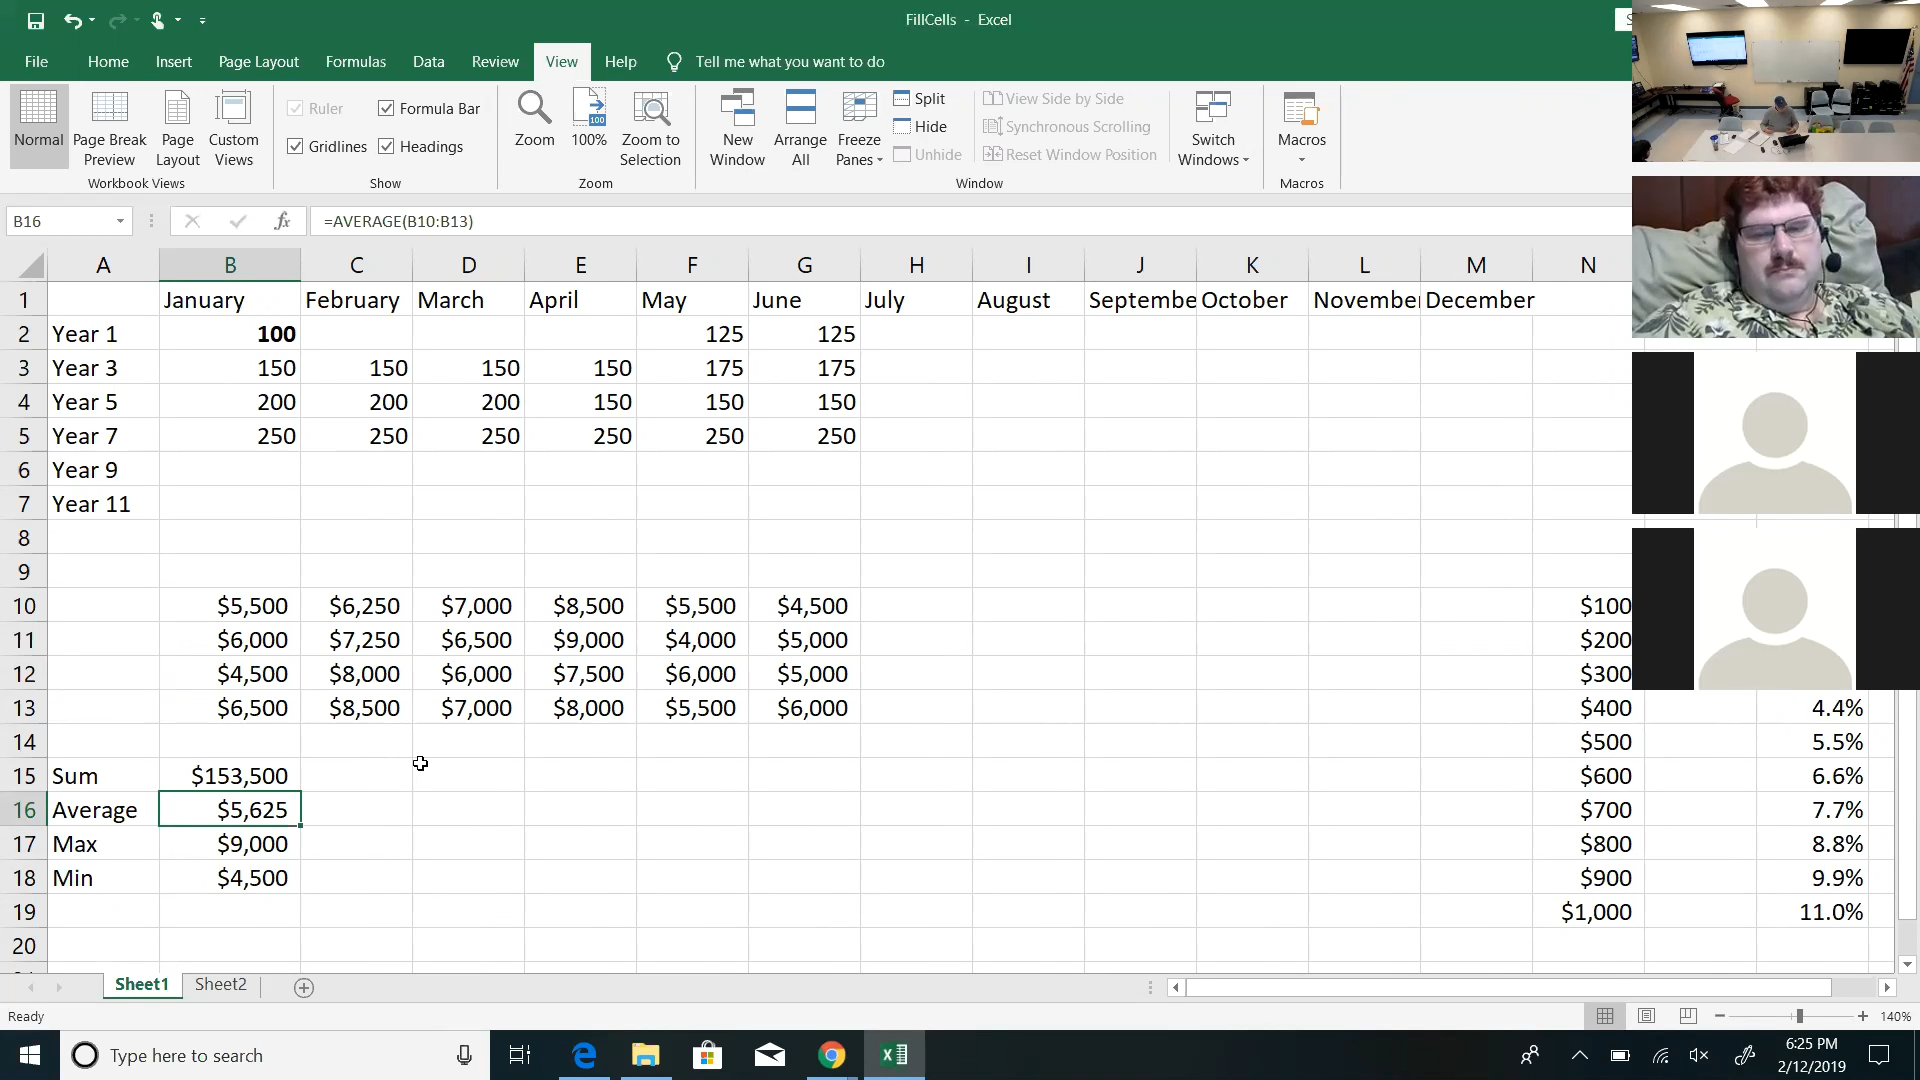 FillCells - Excel
File Home Insert Page Layout Formulas Data Review View Help Tell me what you want to do
Normal Page Break Preview Page Layout Custom Views
Workbook Views
Ruler Formula Bar
Gridlines Headings
Show
Zoom 100% Zoom to Selection
Zoom
New Window Arrange All Freeze Panes
Split
Hide
Unhide
View Side by Side
Synchronous Scrolling
Reset Window Position
Window
Switch Windows
Macros
Macros
B16 fx =AVERAGE(B10:B13)
A B C D E F G H I J K L M N
1 January February March April May June July August Septembe October November December
2 Year 1 100 125 125
3 Year 3 150 150 150 150 175 175
4 Year 5 200 200 200 150 150 150
5 Year 7 250 250 250 250 250 250
6 Year 9
7 Year 11
8
9
10 $5,500 $6,250 $7,000 $8,500 $5,500 $4,500 $100
11 $6,000 $7,250 $6,500 $9,000 $4,000 $5,000 $200
12 $4,500 $8,000 $6,000 $7,500 $6,000 $5,000 $300
13 $6,500 $8,500 $7,000 $8,000 $5,500 $6,000 $400 4.4%
14 $500 5.5%
15 Sum $153,500 $600 6.6%
16 Average $5,625 $700 7.7%
17 Max $9,000 $800 8.8%
18 Min $4,500 $900 9.9%
19 $1,000 11.0%
20
Sheet1 Sheet2
Ready 140%
Type here to search
6:25 PM
2/12/2019